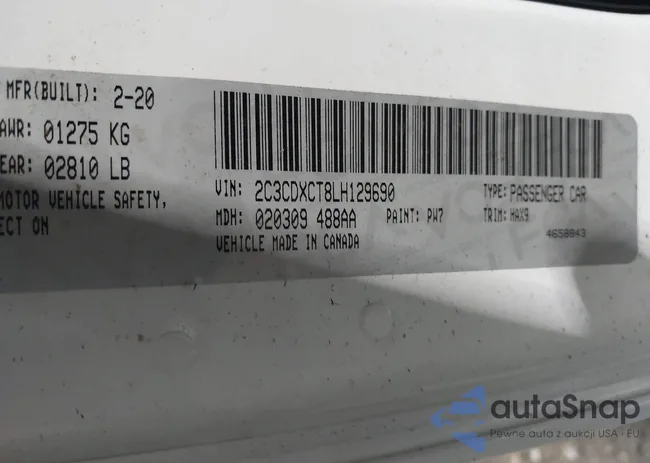 MFR(BUILT): 2-20
AWR: 01275 KG
EAR: 02810 LB
MOTOR VEHICLE SAFETY,
ECT ON
VIN: 2C3CDXCT8LH129690 TYPE: PASSENGER CAR
MDH: 020309 488AA PAINT: PW7 TRIM: HAX9
VEHICLE MADE IN CANADA 4658843
autaSnap
Pewne auta z aukcji USA i EU